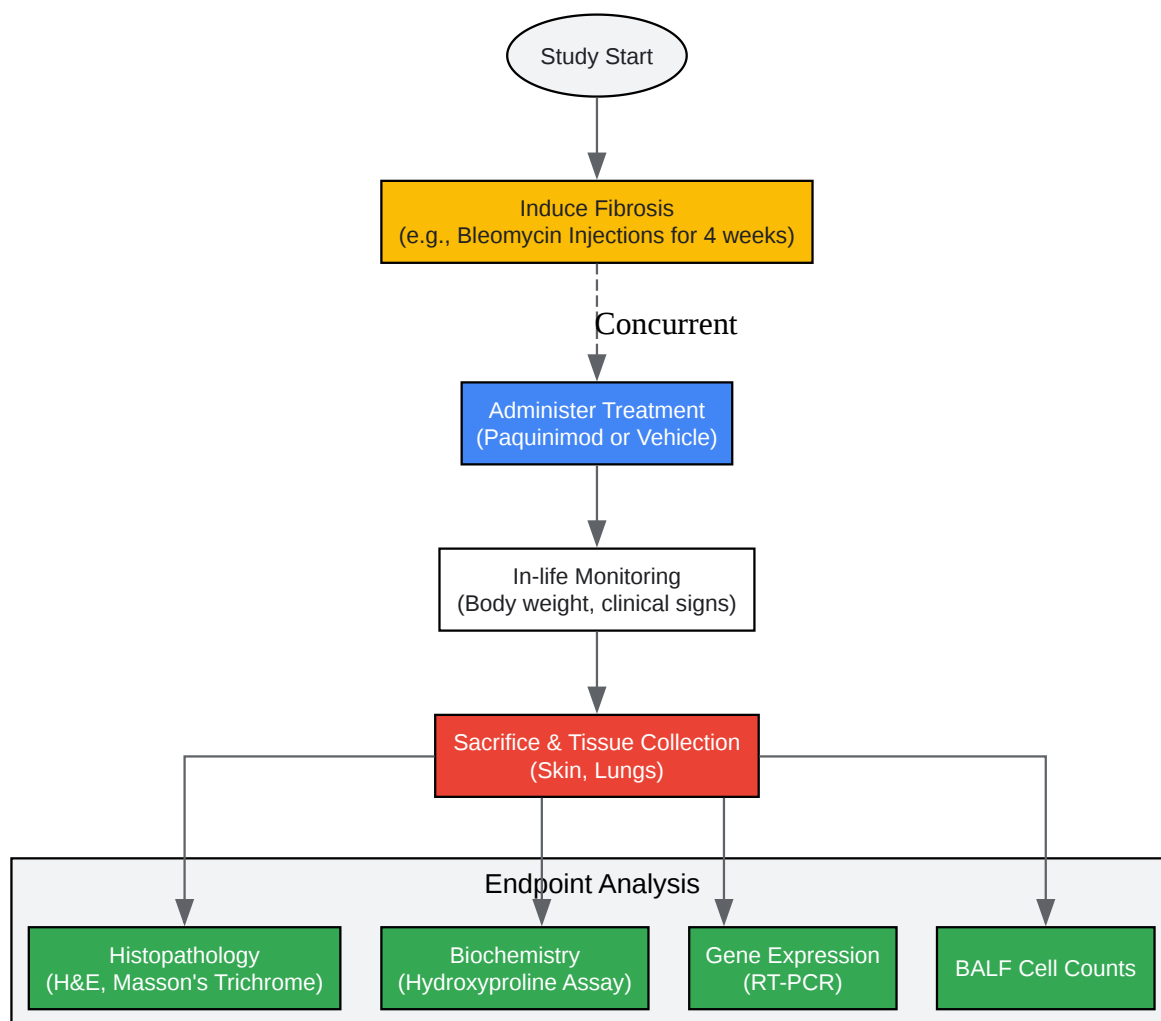 Study Start
Induce Fibrosis
(e.g., Bleomycin Injections for 4 weeks)
Concurrent
Administer Treatment
(Paquinimod or Vehicle)
In-life Monitoring
(Body weight, clinical signs)
Sacrifice & Tissue Collection
(Skin, Lungs)
Endpoint Analysis
Histopathology
(H&E, Masson's Trichrome)
Biochemistry
(Hydroxyproline Assay)
Gene Expression
(RT-PCR)
BALF Cell Counts